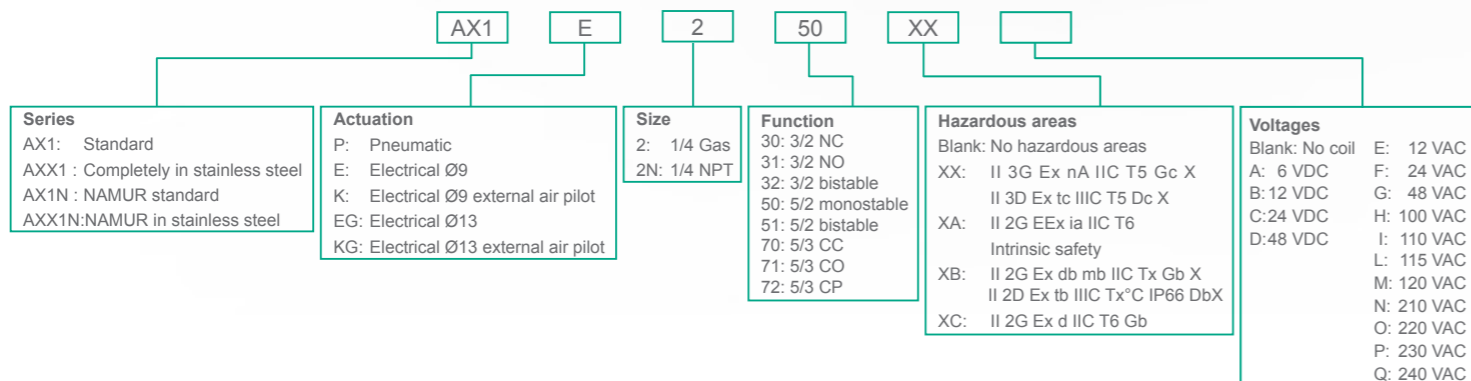 AX1 E 2 50 XX
Series
AX1: Standard
AXX1 : Completely in stainless steel
AX1N : NAMUR standard
AXX1N:NAMUR in stainless steel
Actuation
P: Pneumatic
E: Electrical Ø9
K: Electrical Ø9 external air pilot
EG: Electrical Ø13
KG: Electrical Ø13 external air pilot
Size
2: 1/4 Gas
2N: 1/4 NPT
Function
30: 3/2 NC
31: 3/2 NO
32: 3/2 bistable
50: 5/2 monostable
51: 5/2 bistable
70: 5/3 CC
71: 5/3 CO
72: 5/3 CP
Hazardous areas
Blank: No hazardous areas
XX: II 3G Ex nA IIC T5 Gc X
II 3D Ex tc IIIC T5 Dc X
XA: II 2G EEx ia IIC T6
Intrinsic safety
XB: II 2G Ex db mb IIC Tx Gb X
II 2D Ex tb IIIC Tx°C IP66 DbX
XC: II 2G Ex d IIC T6 Gb
Voltages
Blank: No coil
A: 6 VDC
B:12 VDC
C:24 VDC
D:48 VDC
E: 12 VAC
F: 24 VAC
G: 48 VAC
H: 100 VAC
I: 110 VAC
L: 115 VAC
M: 120 VAC
N: 210 VAC
O: 220 VAC
P: 230 VAC
Q: 240 VAC